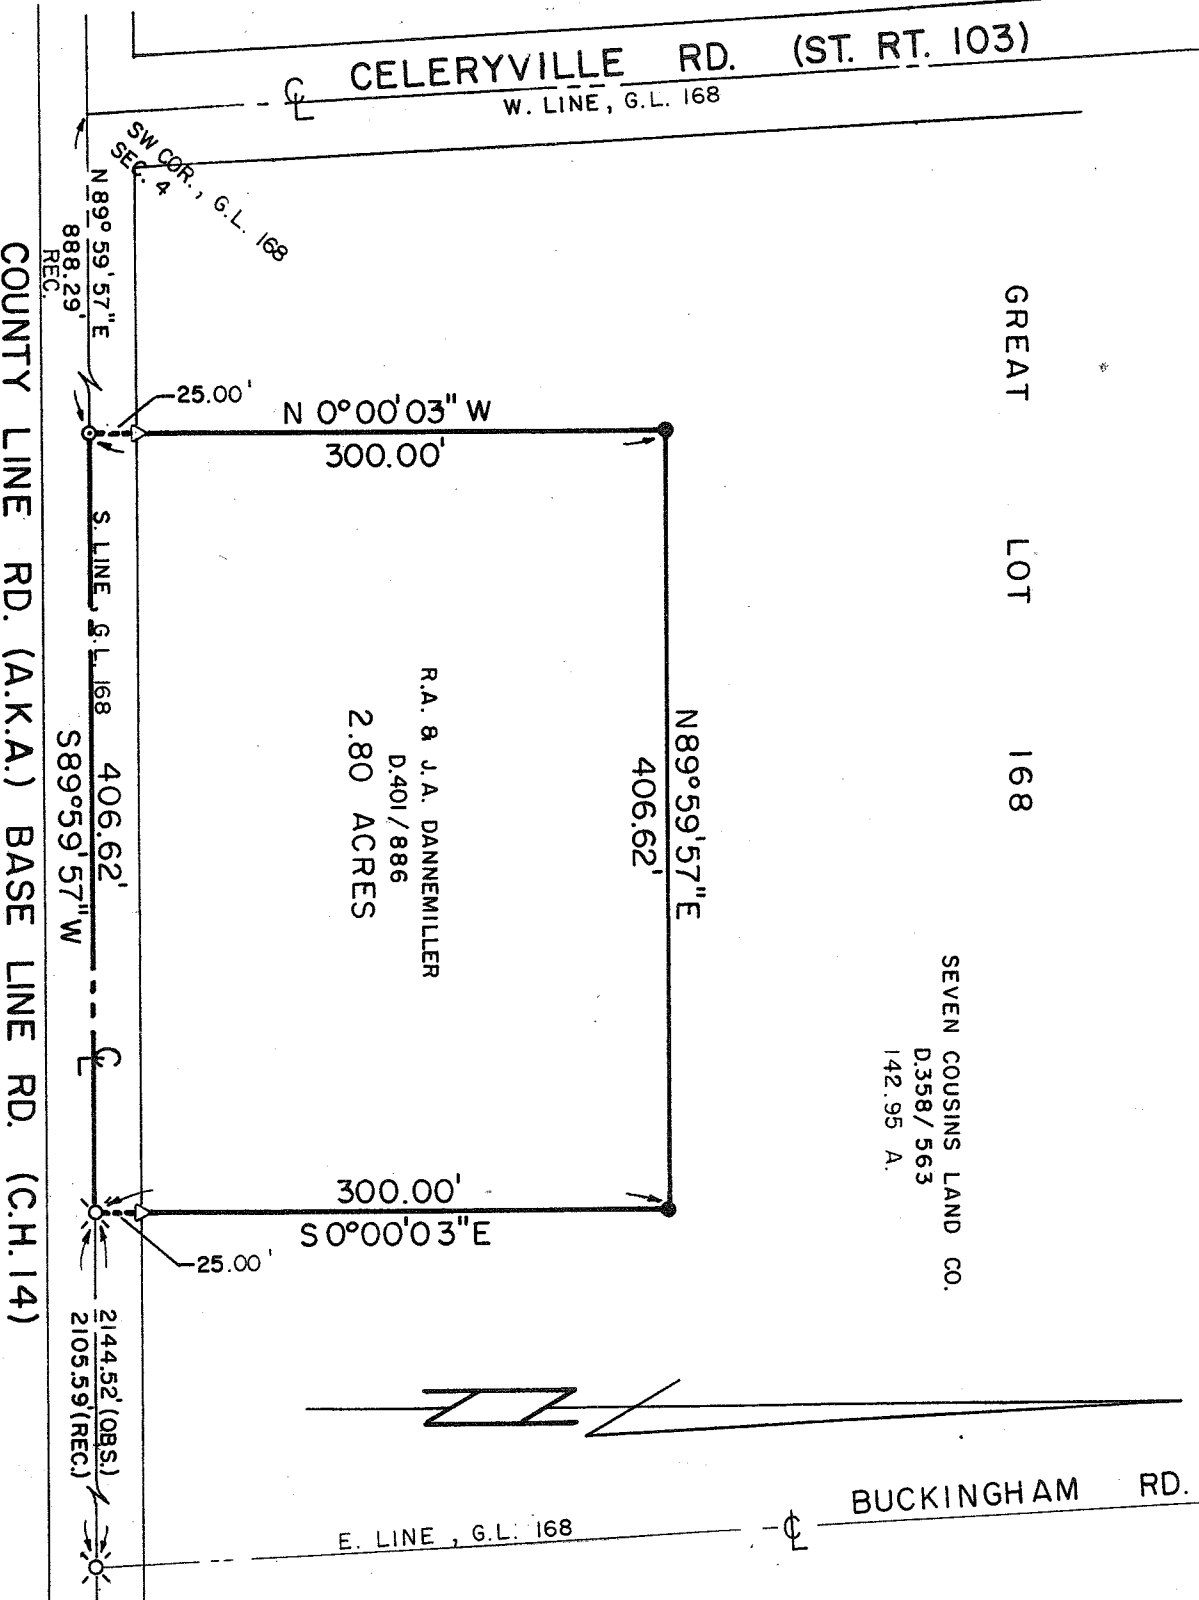 CELERYVILLE RD. (ST. RT. 103)
W. LINE, G.L. 168
SW COR., G.L. 168
SEC. 4
N 89° 59' 57" E
888.29'
REC.
COUNTY LINE RD. (A.K.A.) BASE LINE RD. (C.H. 14)
GREAT LOT 168
25.00'
N 0°00'03" W
300.00'
S. LINE, G.L. 168
406.62'
S89°59'57"W
R.A. & J.A. DANNEMILLER
D.401/886
2.80 ACRES
N89°59'57"E
406.62'
SEVEN COUSINS LAND CO.
D.358/563
142.95 A.
300.00'
S0°00'03"E
25.00'
2144.52' (OBS.)
2105.59' (REC.)
N
BUCKINGHAM RD.
E. LINE, G.L. 168